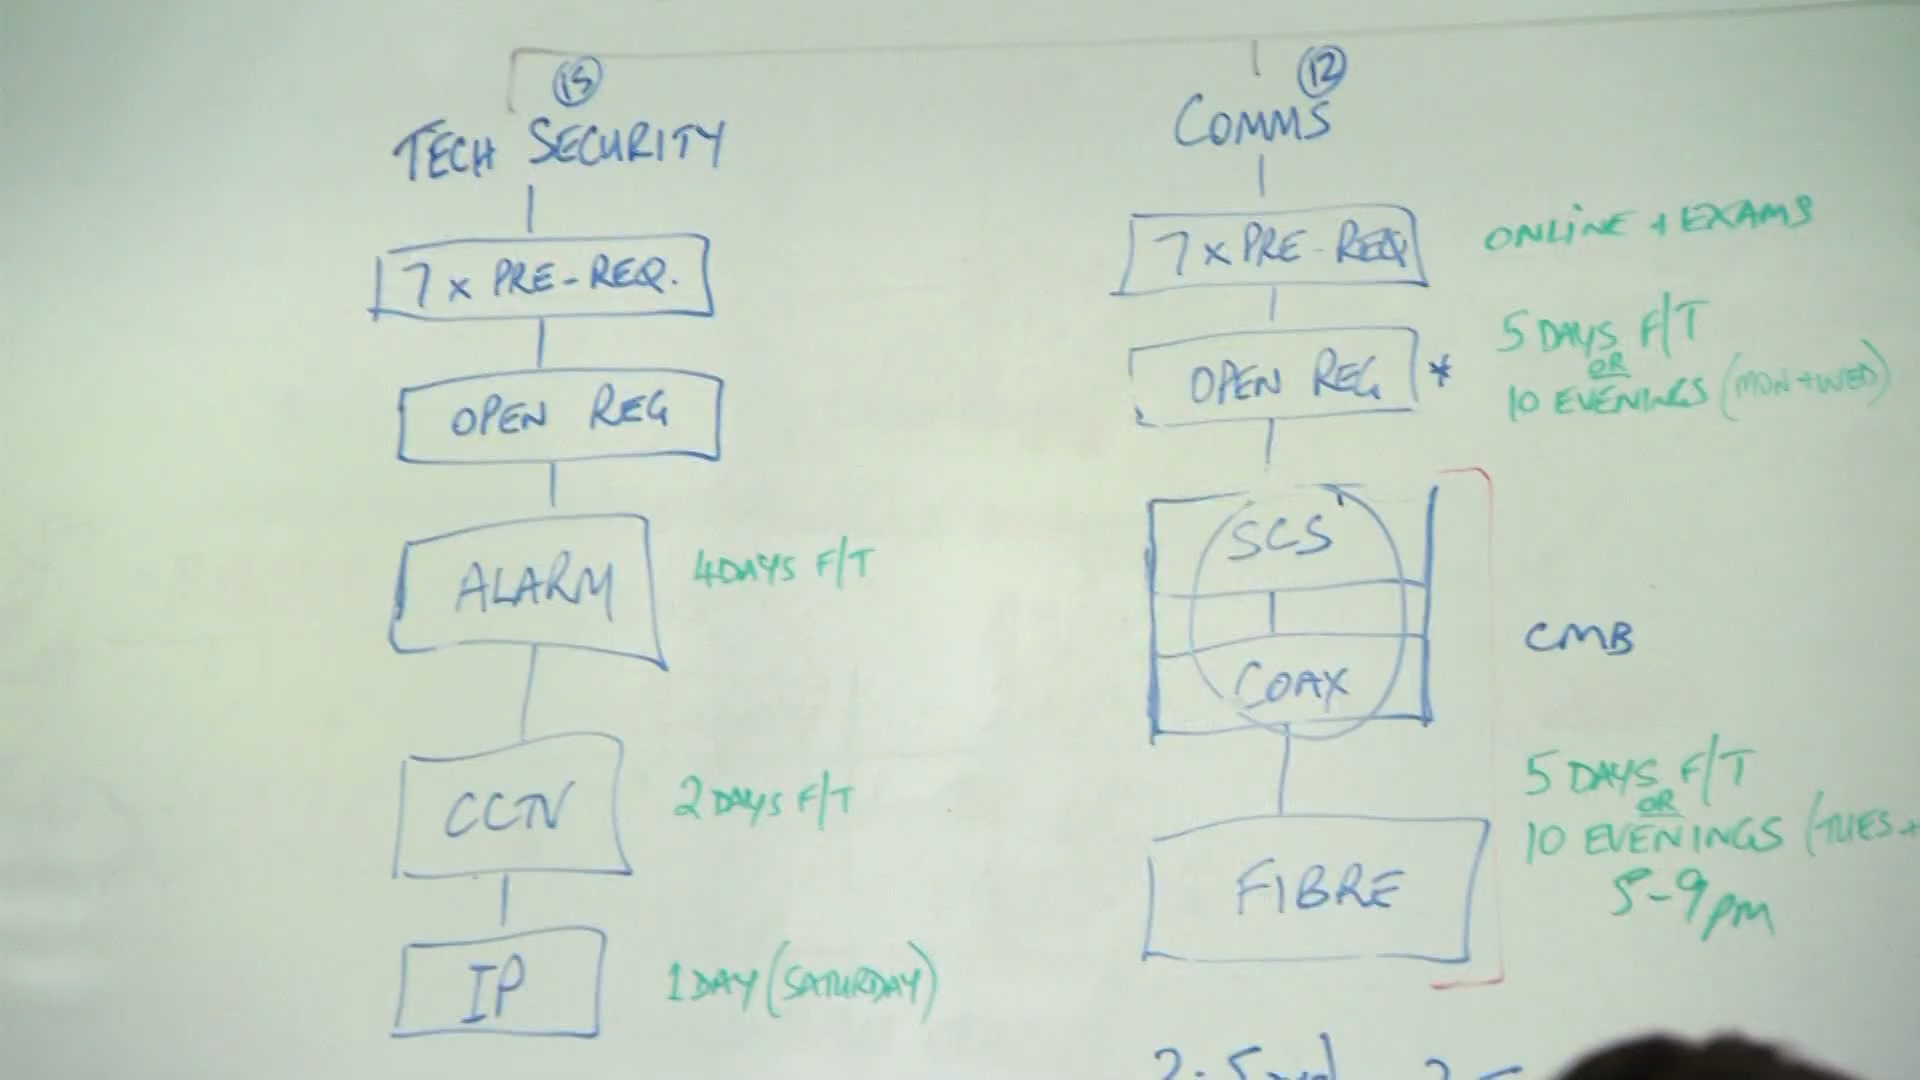 15
TECH SECURITY
7 x PRE-REQ.
OPEN REG
ALARM
4 DAYS F/T
CCTV
2 DAYS F/T
IP
1 DAY (SATURDAY)
12
COMMS
7 x PRE-REQ
ONLINE + EXAMS
OPEN REG *
5 DAYS F/T
OR
10 EVENINGS (MON + WED)
SCS
COAX
CMB
FIBRE
5 DAYS F/T
OR
10 EVENINGS (TUES +
5-9pm